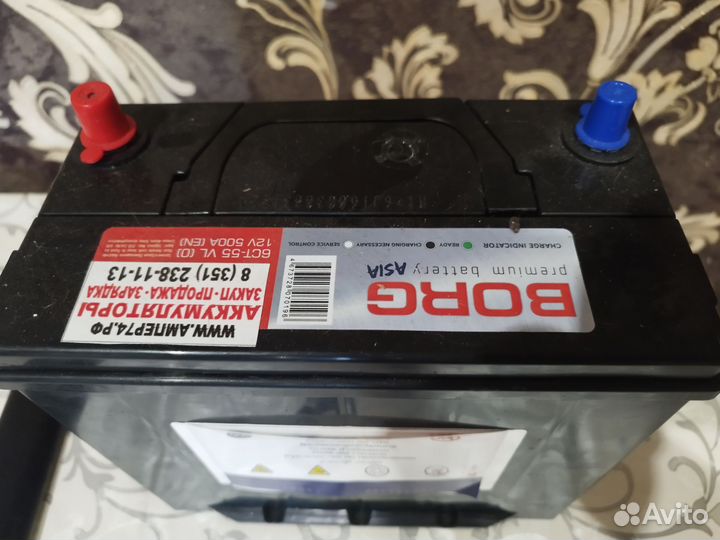 BORG
premium battery ASIA
CHARGE INDICATOR
READY
CHARGING NECESSARY
SERVICE CONTROL
4673728070196
6СТ-55 VL (0)
12V 500A (EN)
WWW.АМПЕР74.РФ
АККУМУЛЯТОРЫ
ЗАКУП - ПРОДАЖА - ЗАРЯДКА
8 (351) 238-11-13
Avito